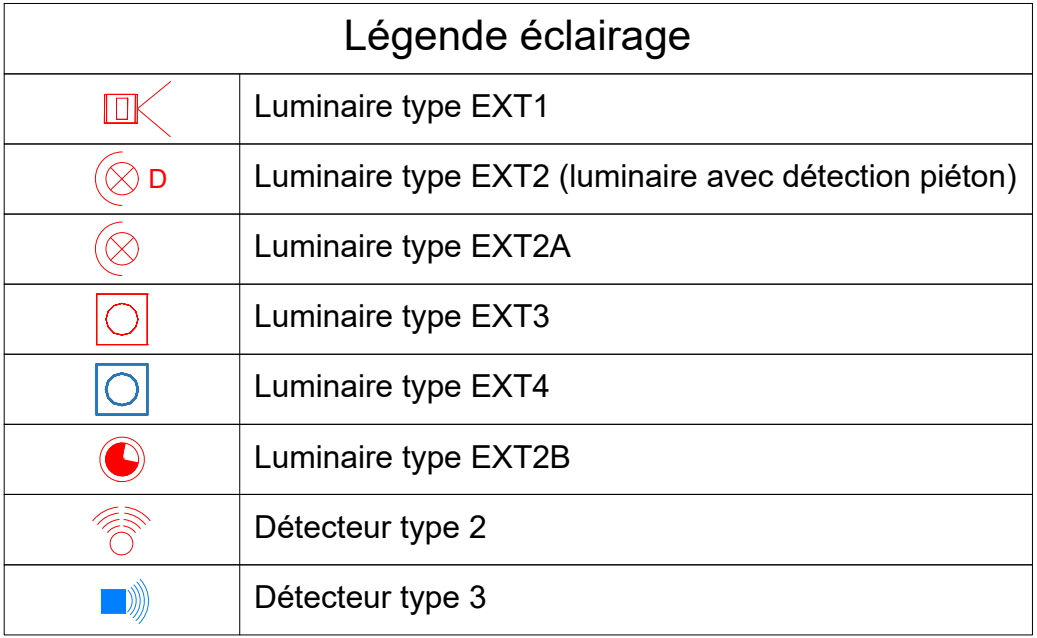 Légende éclairage
Luminaire type EXT1
D Luminaire type EXT2 (luminaire avec détection piéton)
Luminaire type EXT2A
Luminaire type EXT3
Luminaire type EXT4
Luminaire type EXT2B
Détecteur type 2
Détecteur type 3